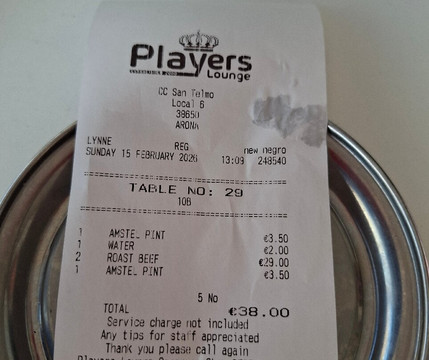 Players
Lounge
CC San Telmo
Local 6
38650
ARONA
LYNNE REG new negro
SUNDAY 15 FEBRUARY 2026 13:09 248540
TABLE NO: 29
10B
1 AMSTEL PINT €3.50
1 WATER €2.00
2 ROAST BEEF €29.00
1 AMSTEL PINT €3.50
5 No
TOTAL €38.00
Service charge not included
Any tips for staff appreciated
Thank you please call again
Players Lounge